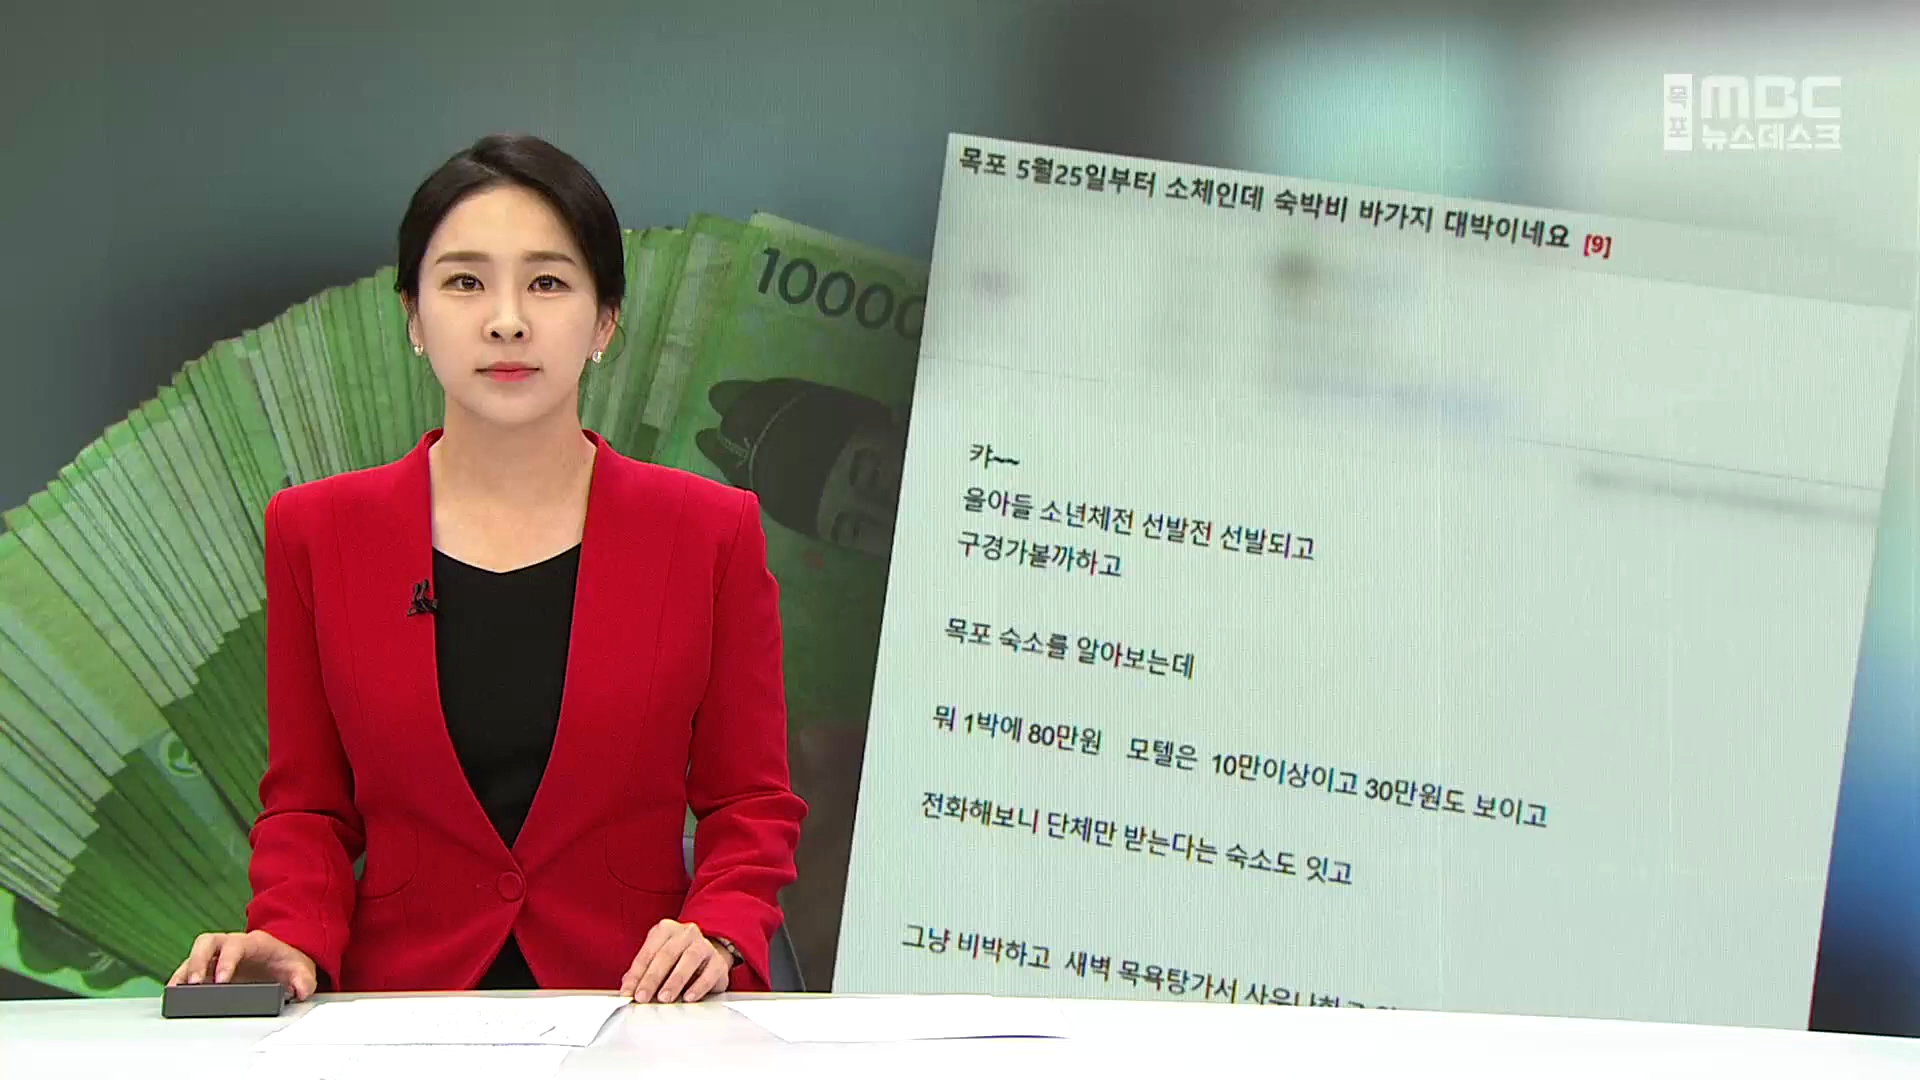 목포
MBC
뉴스데스크
10000
목포 5월25일부터 소체인데 숙박비 바가지 대박이네요 [9]
캬~~
울아들 소년체전 선발전 선발되고
구경가볼까하고
목포 숙소를 알아보는데
뭐 1박에 80만원 모텔은 10만이상이고 30만원도 보이고
전화해보니 단체만 받는다는 숙소도 잇고
그냥 비박하고 새벽 목욕탕가서